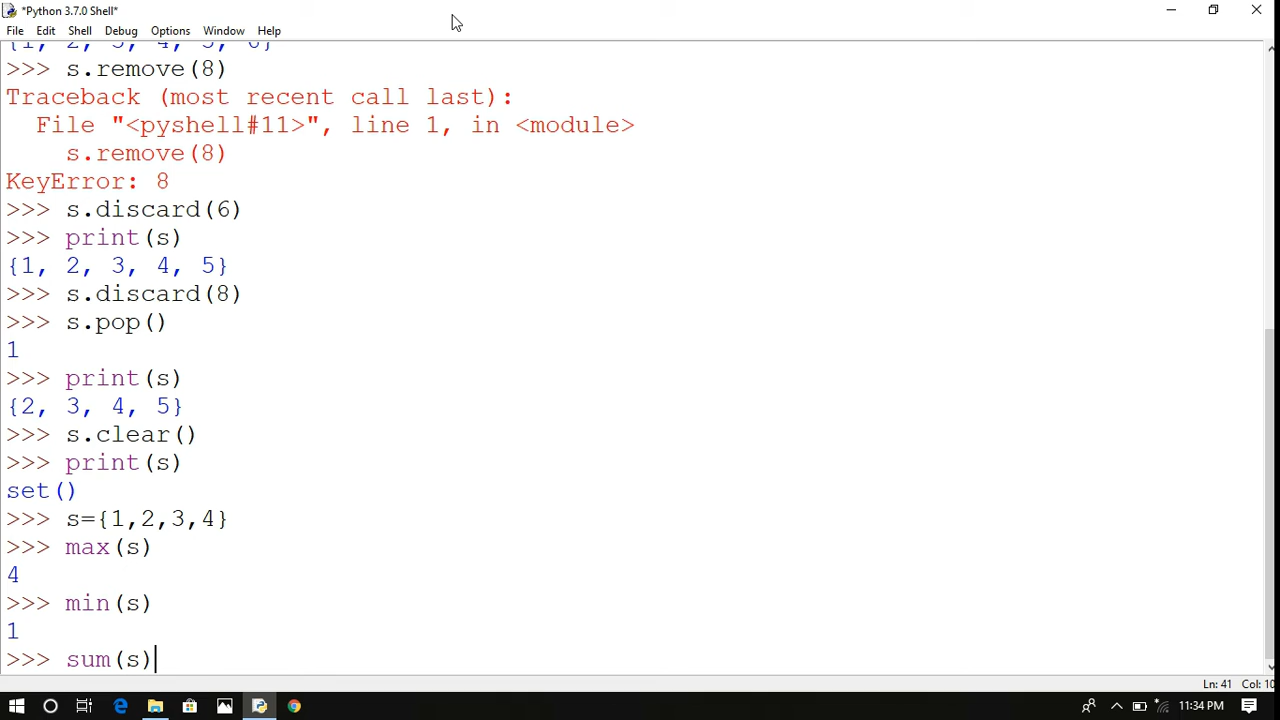 *Python 3.7.0 Shell*
File Edit Shell Debug Options Window Help
{1, 2, 3, 4, 5, 6}
>>> s.remove(8)
Traceback (most recent call last):
  File "<pyshell#11>", line 1, in <module>
    s.remove(8)
KeyError: 8
>>> s.discard(6)
>>> print(s)
{1, 2, 3, 4, 5}
>>> s.discard(8)
>>> s.pop()
1
>>> print(s)
{2, 3, 4, 5}
>>> s.clear()
>>> print(s)
set()
>>> s={1,2,3,4}
>>> max(s)
4
>>> min(s)
1
>>> sum(s)
Ln: 41 Col: 10
11:34 PM